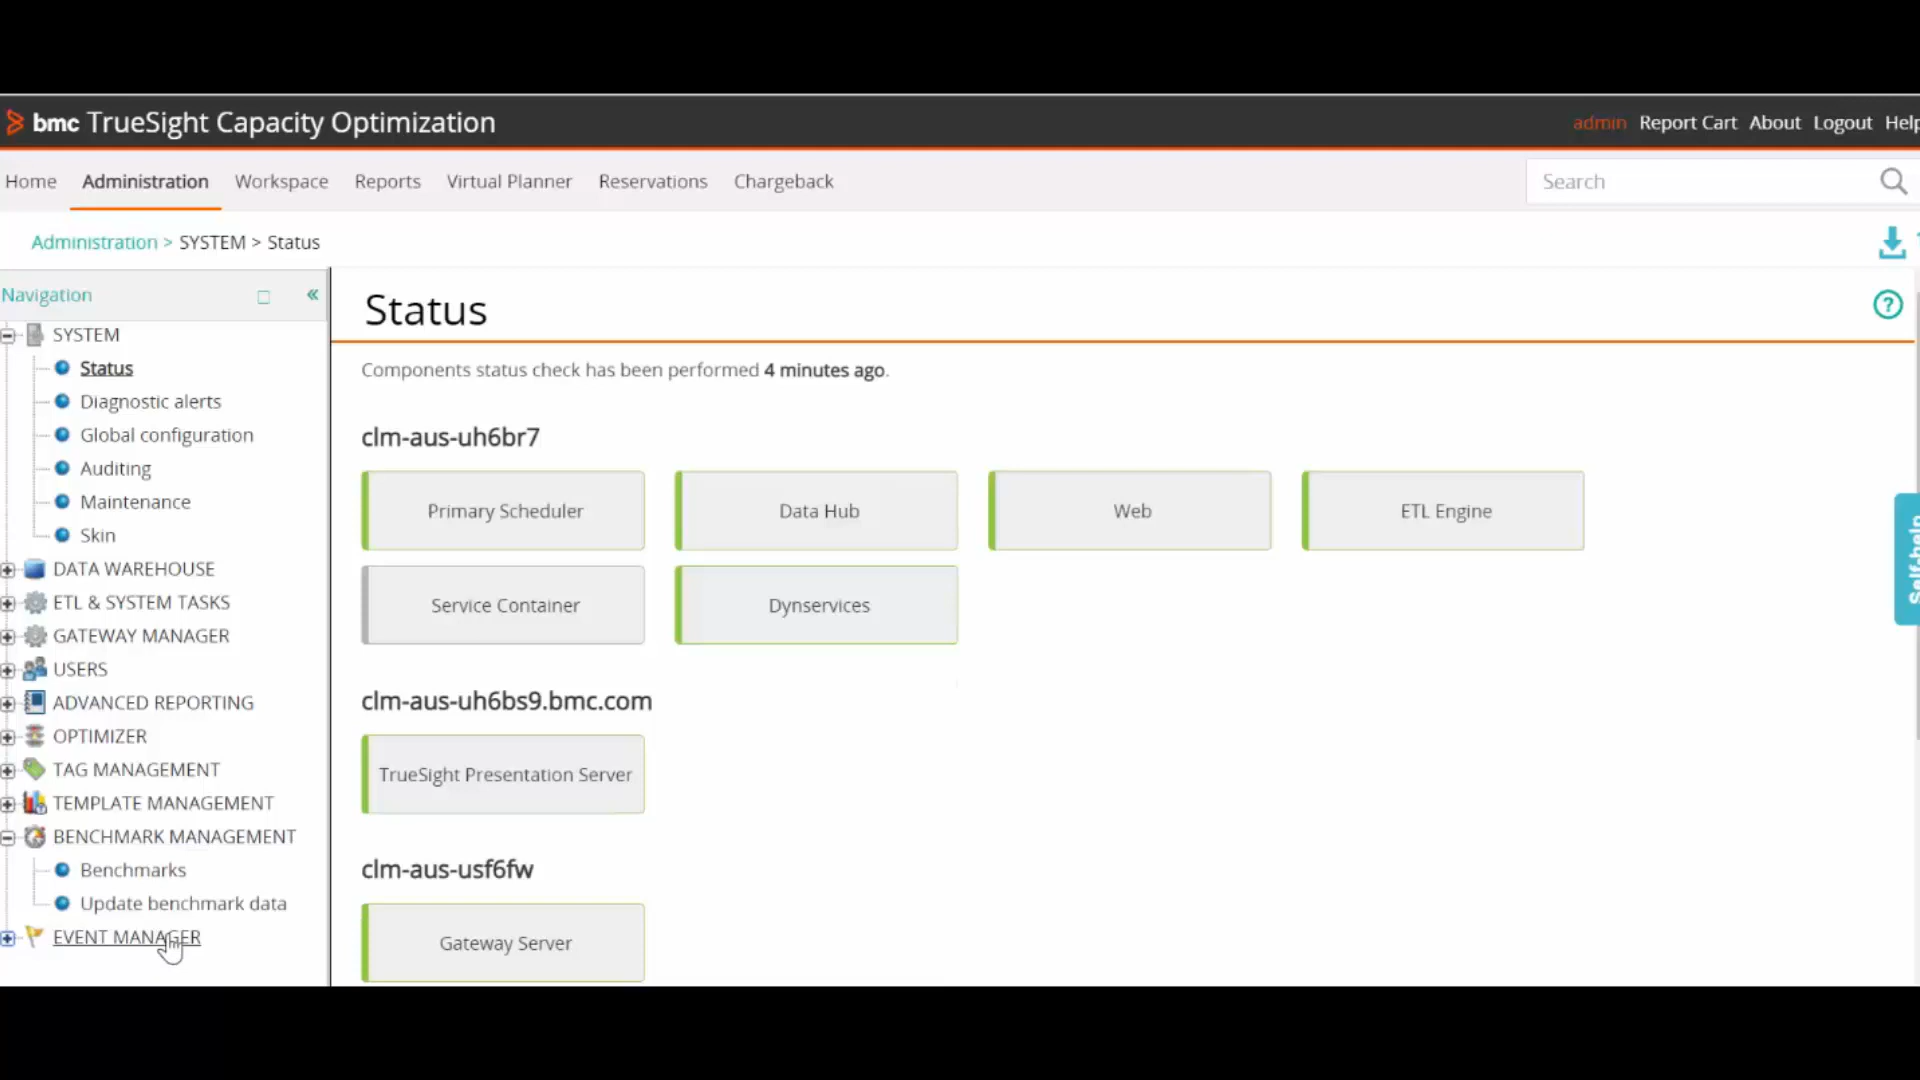 bmc TrueSight Capacity Optimization
admin Report Cart About Logout Help
Home Administration Workspace Reports Virtual Planner Reservations Chargeback
Search
Administration > SYSTEM > Status
Navigation
«
SYSTEM
Status
Diagnostic alerts
Global configuration
Auditing
Maintenance
Skin
DATA WAREHOUSE
ETL & SYSTEM TASKS
GATEWAY MANAGER
USERS
ADVANCED REPORTING
OPTIMIZER
TAG MANAGEMENT
TEMPLATE MANAGEMENT
BENCHMARK MANAGEMENT
Benchmarks
Update benchmark data
EVENT MANAGER
Status
?
Components status check has been performed 4 minutes ago.
clm-aus-uh6br7
Primary Scheduler
Data Hub
Web
ETL Engine
Service Container
Dynservices
clm-aus-uh6bs9.bmc.com
TrueSight Presentation Server
clm-aus-usf6fw
Gateway Server
Self-help